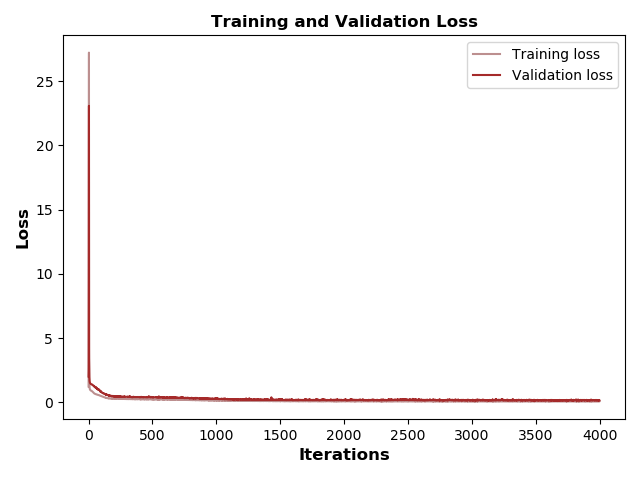 Training and Validation Loss
Training loss
Validation loss
Loss
25
20
15
10
5
0
0 500 1000 1500 2000 2500 3000 3500 4000
Iterations